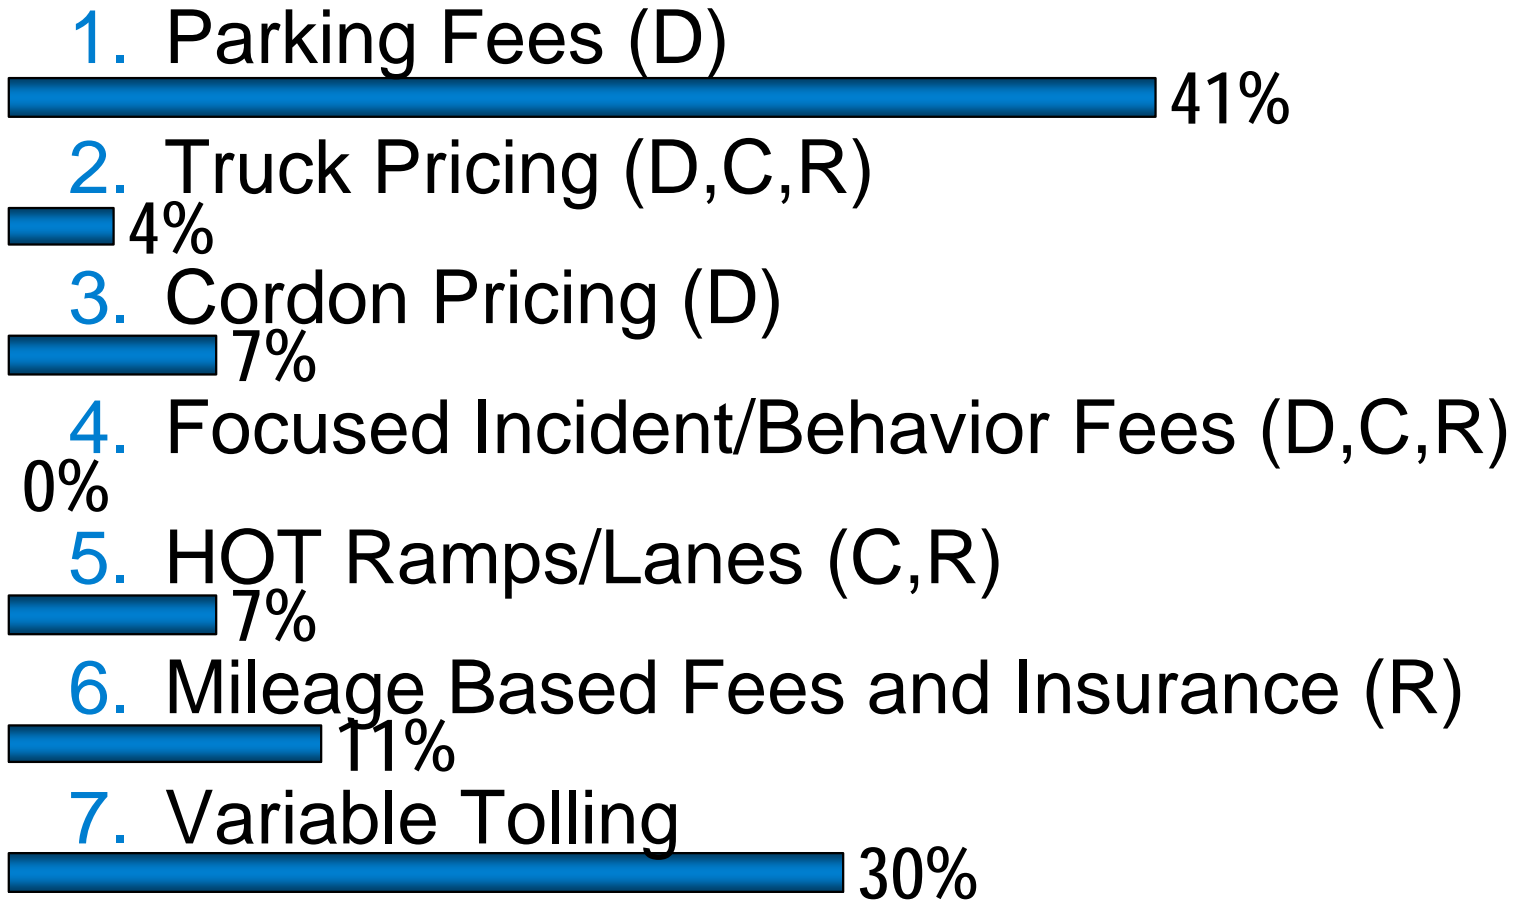 1. Parking Fees (D)
41%
2. Truck Pricing (D,C,R)
4%
3. Cordon Pricing (D)
7%
4. Focused Incident/Behavior Fees (D,C,R)
0%
5. HOT Ramps/Lanes (C,R)
7%
6. Mileage Based Fees and Insurance (R)
11%
7. Variable Tolling
30%